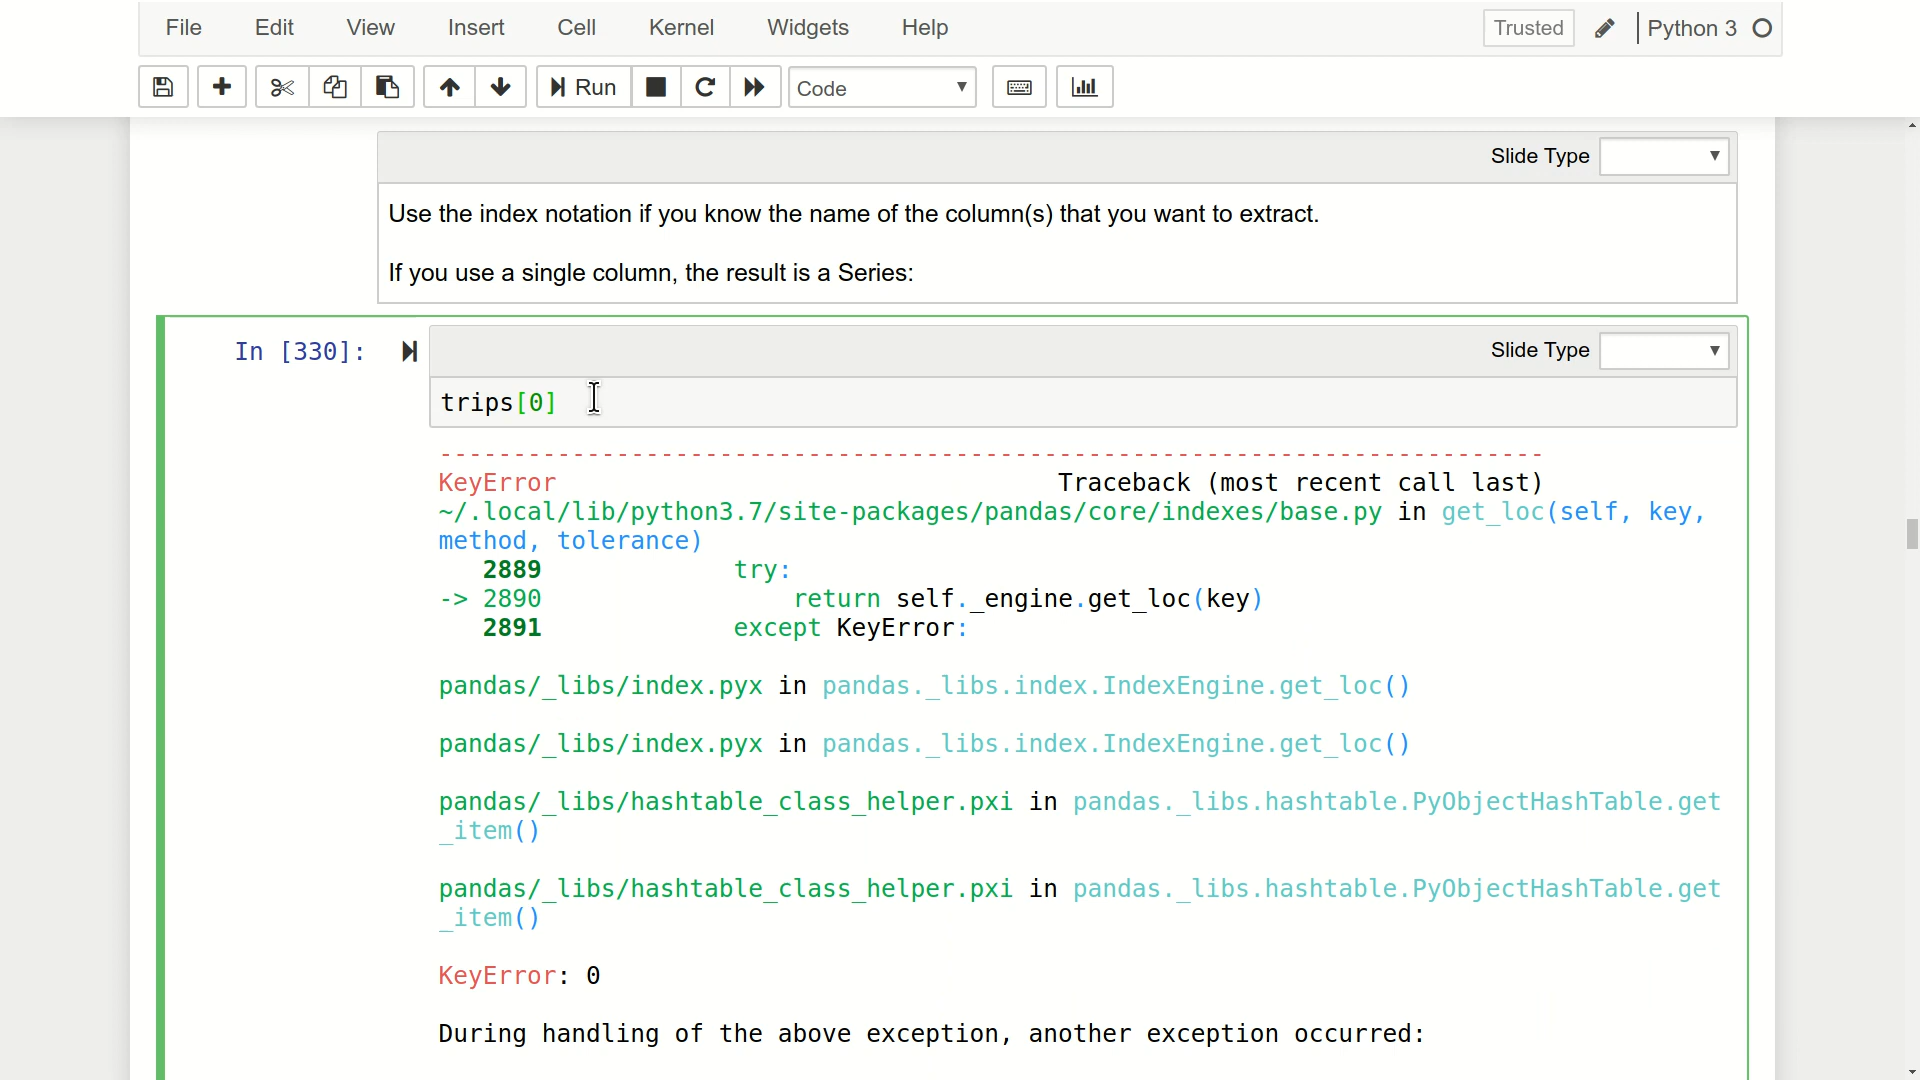 File Edit View Insert Cell Kernel Widgets Help Trusted Python 3
Run Code
Slide Type
Use the index notation if you know the name of the column(s) that you want to extract.
If you use a single column, the result is a Series:
In [330]: Slide Type
trips[0]
---------------------------------------------------------------------------
KeyError                                  Traceback (most recent call last)
~/.local/lib/python3.7/site-packages/pandas/core/indexes/base.py in get_loc(self, key,
method, tolerance)
   2889             try:
-> 2890                 return self._engine.get_loc(key)
   2891             except KeyError:
pandas/_libs/index.pyx in pandas._libs.index.IndexEngine.get_loc()
pandas/_libs/index.pyx in pandas._libs.index.IndexEngine.get_loc()
pandas/_libs/hashtable_class_helper.pxi in pandas._libs.hashtable.PyObjectHashTable.get
_item()
pandas/_libs/hashtable_class_helper.pxi in pandas._libs.hashtable.PyObjectHashTable.get
_item()
KeyError: 0
During handling of the above exception, another exception occurred: